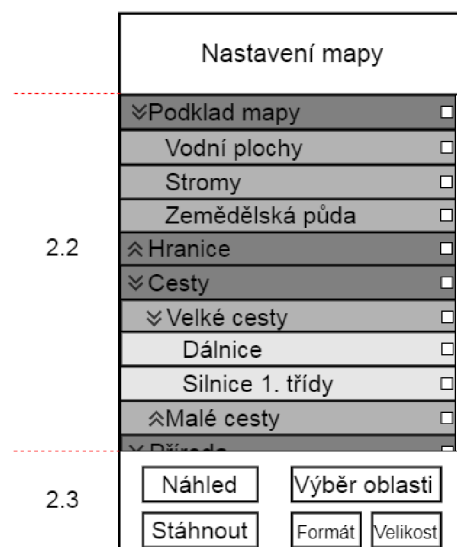 Nastavení mapy
Podklad mapy
Vodní plochy
Stromy
Zemědělská půda
2.2
Hranice
Cesty
Velké cesty
Dálnice
Silnice 1. třídy
Malé cesty
Příroda
2.3
Náhled
Výběr oblasti
Stáhnout
Formát
Velikost